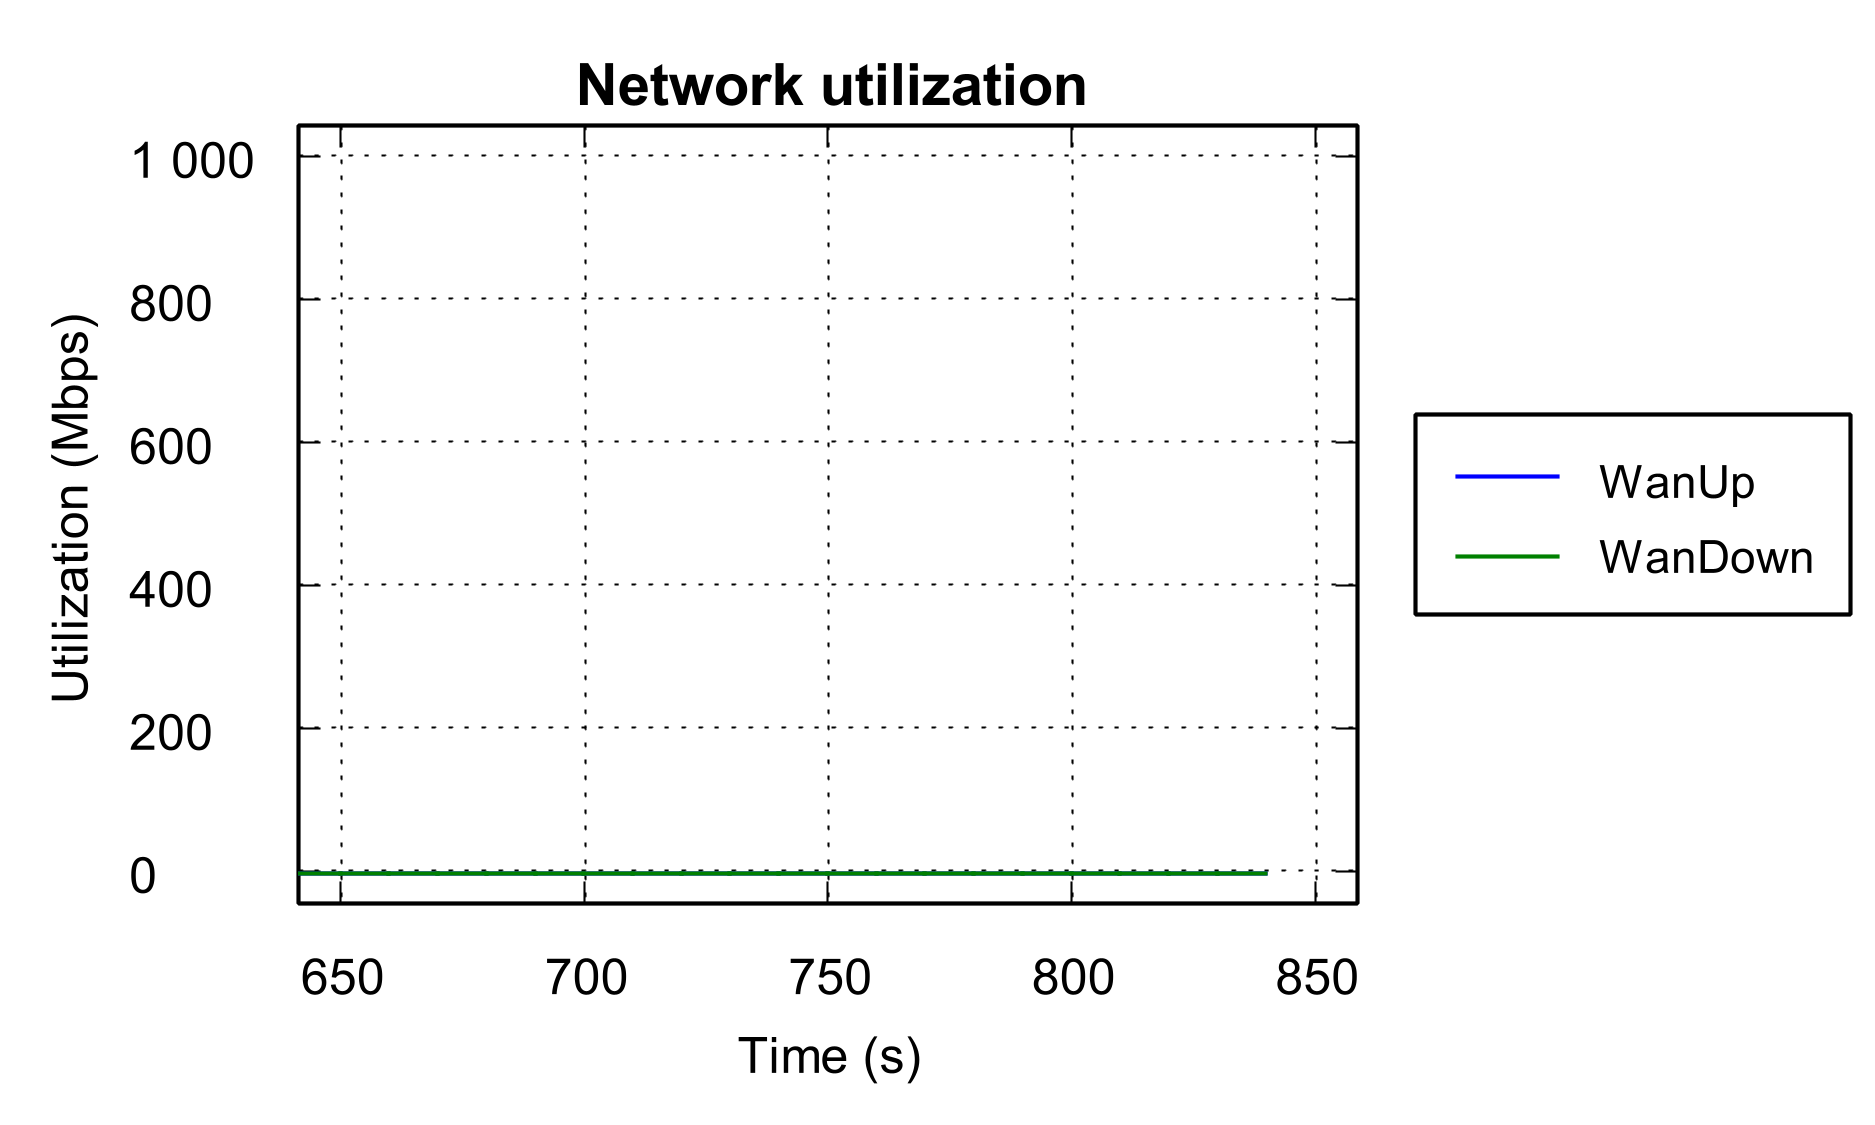 Network utilization
1 000
800
600
400
200
0
Utilization (Mbps)
650 700 750 800 850
Time (s)
WanUp
WanDown